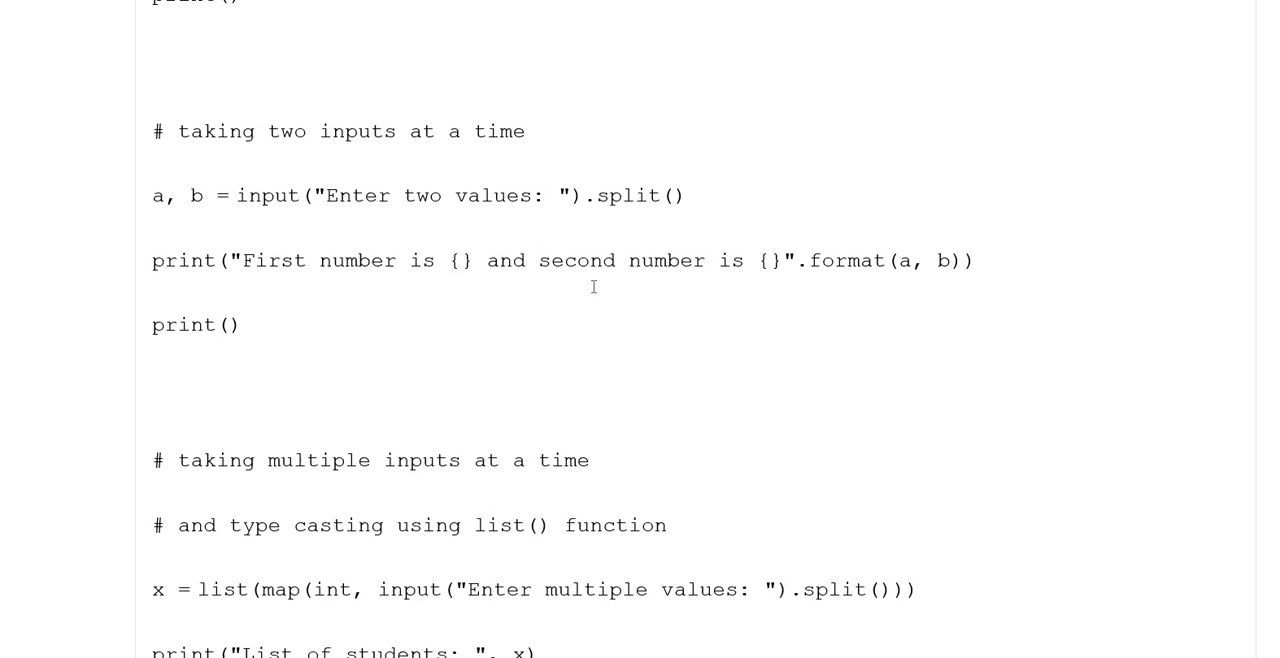 print()
# taking two inputs at a time
a, b = input("Enter two values: ").split()
print("First number is {} and second number is {}".format(a, b))
print()
# taking multiple inputs at a time
# and type casting using list() function
x = list(map(int, input("Enter multiple values: ").split()))
print("List of students: ", x)